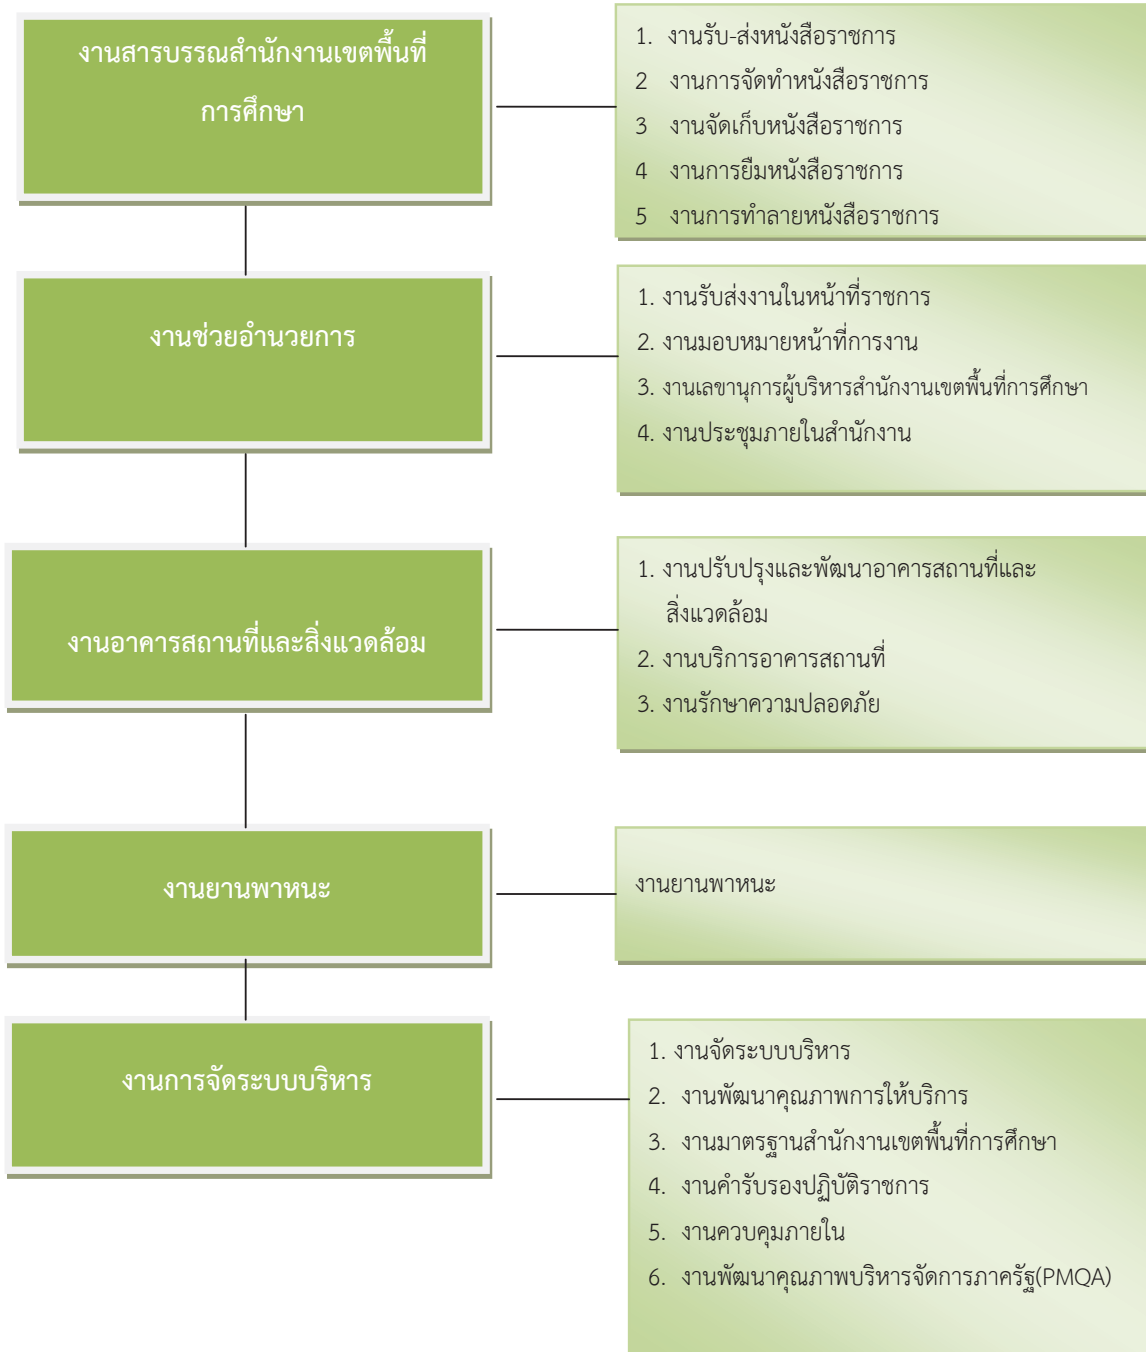 งานสารบรรณสำนักงานเขตพื้นที่
การศึกษา
1. งานรับ-ส่งหนังสือราชการ
2 งานการจัดทำหนังสือราชการ
3 งานจัดเก็บหนังสือราชการ
4 งานการยืมหนังสือราชการ
5 งานการทำลายหนังสือราชการ
งานช่วยอำนวยการ
1. งานรับส่งงานในหน้าที่ราชการ
2. งานมอบหมายหน้าที่การงาน
3. งานเลขานุการผู้บริหารสำนักงานเขตพื้นที่การศึกษา
4. งานประชุมภายในสำนักงาน
งานอาคารสถานที่และสิ่งแวดล้อม
1. งานปรับปรุงและพัฒนาอาคารสถานที่และ
สิ่งแวดล้อม
2. งานบริการอาคารสถานที่
3. งานรักษาความปลอดภัย
งานยานพาหนะ
งานยานพาหนะ
งานการจัดระบบบริหาร
1. งานจัดระบบบริหาร
2. งานพัฒนาคุณภาพการให้บริการ
3. งานมาตรฐานสำนักงานเขตพื้นที่การศึกษา
4. งานคำรับรองปฏิบัติราชการ
5. งานควบคุมภายใน
6. งานพัฒนาคุณภาพบริหารจัดการภาครัฐ(PMQA)